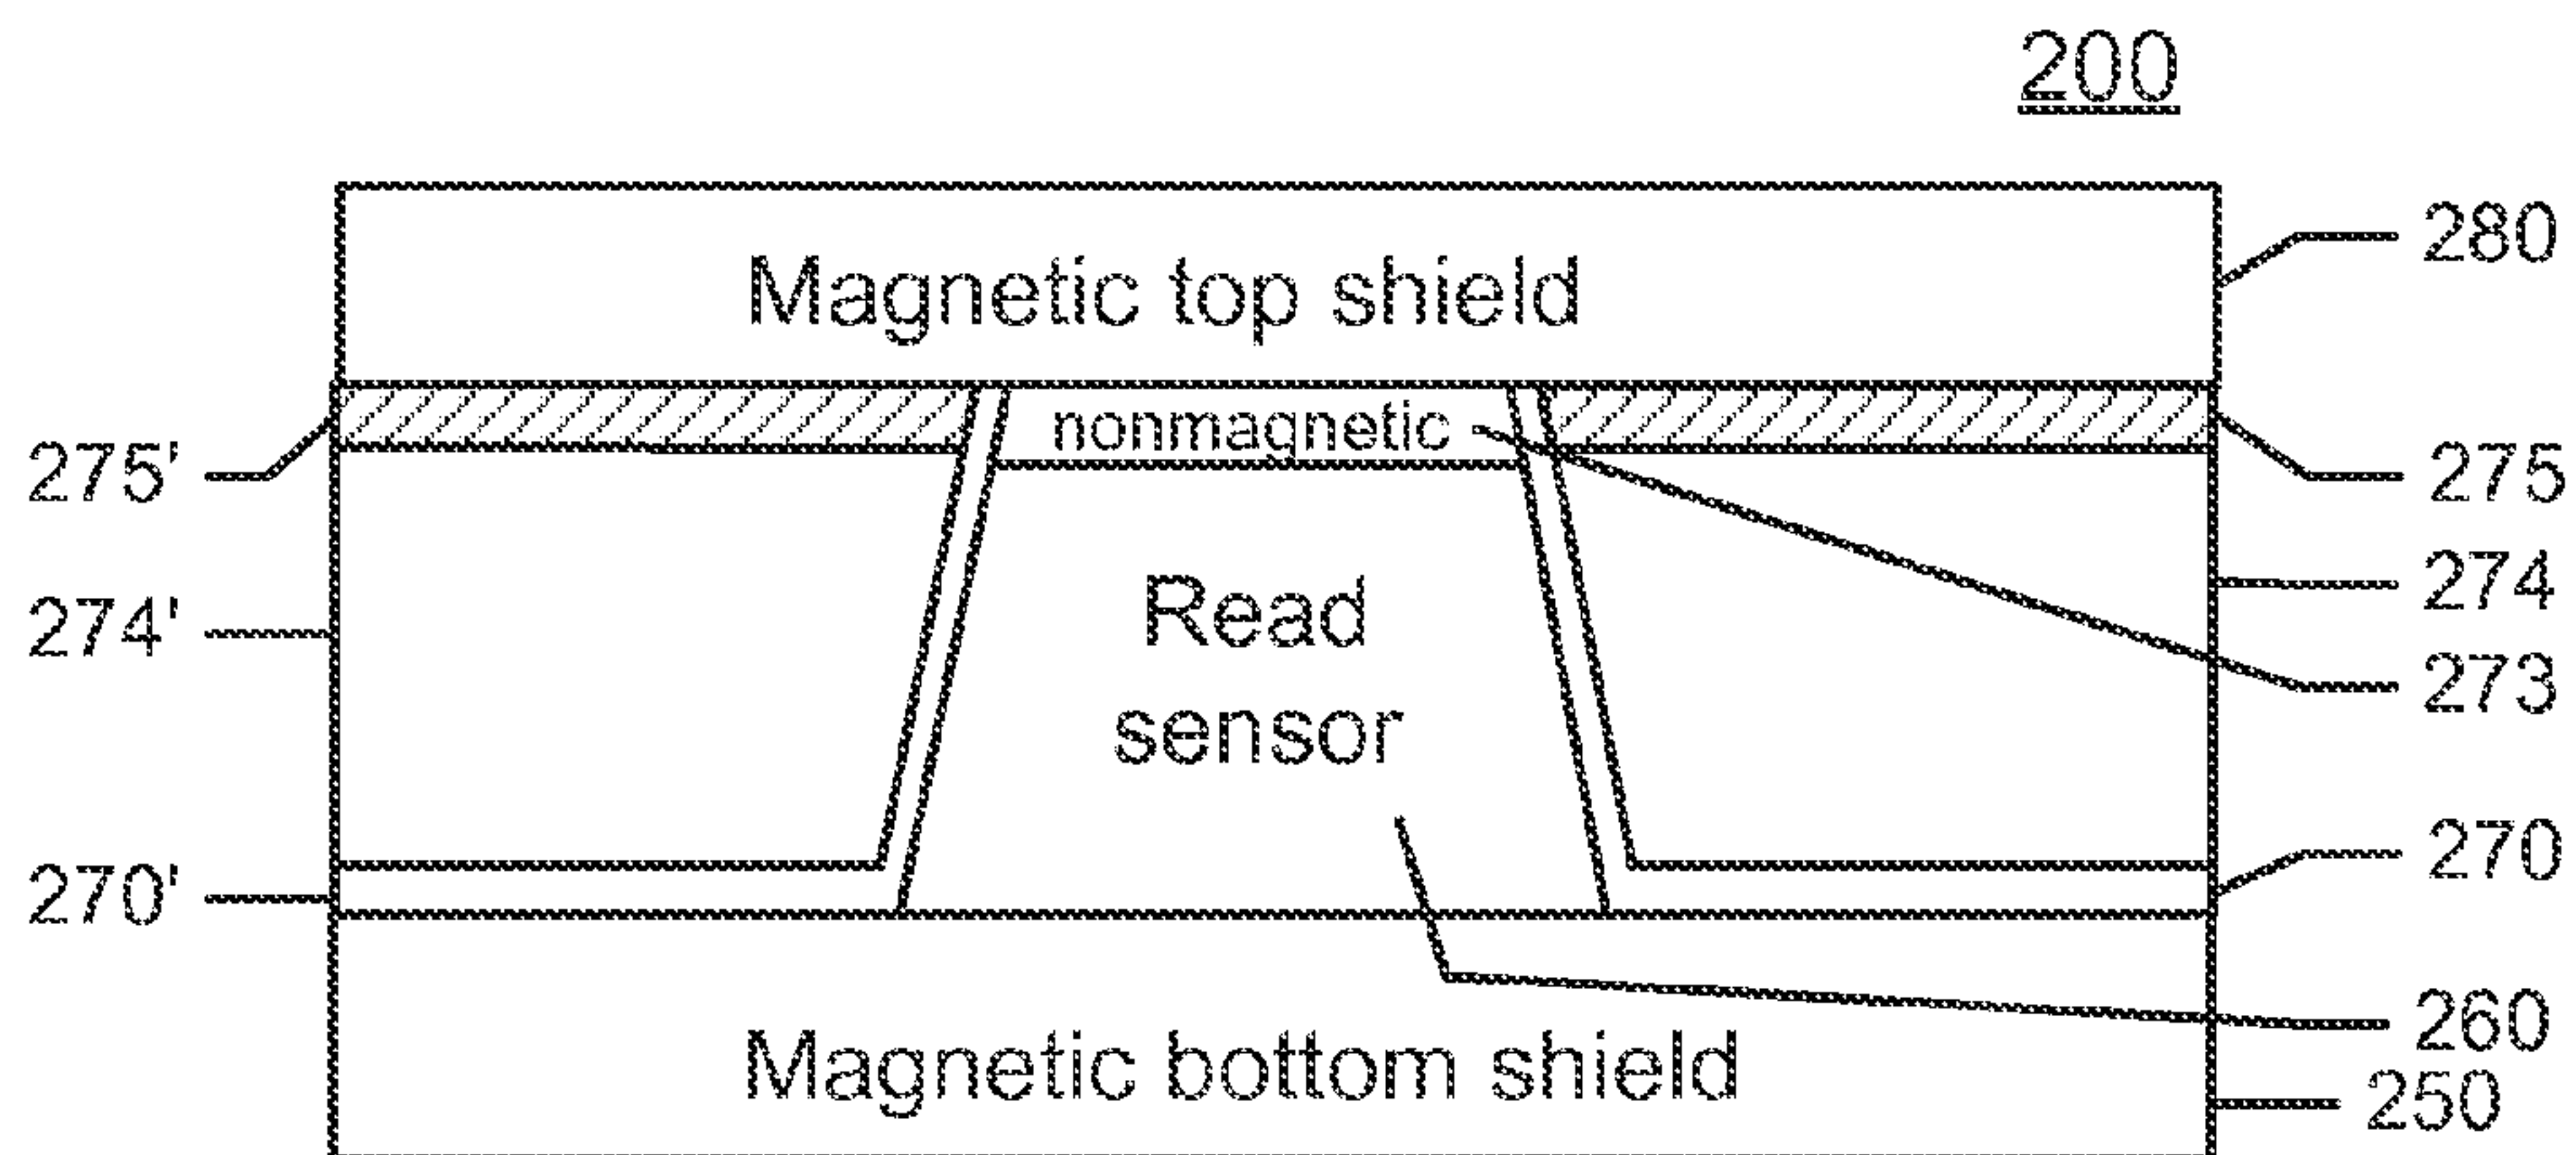 200
Magnetic top shield
280
nonmagnetic
275'
275
274'
274
Read
sensor
273
270'
270
260
Magnetic bottom shield
250